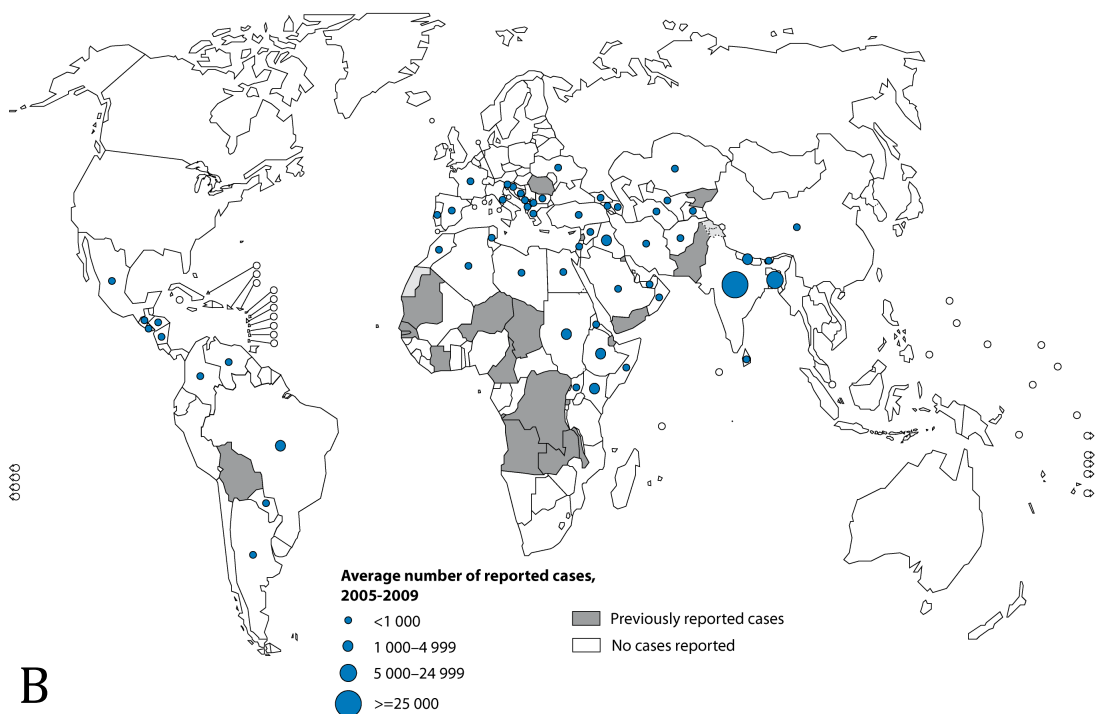 Average number of reported cases,
2005-2009
<1 000
1 000–4 999
5 000–24 999
>=25 000
Previously reported cases
No cases reported
B